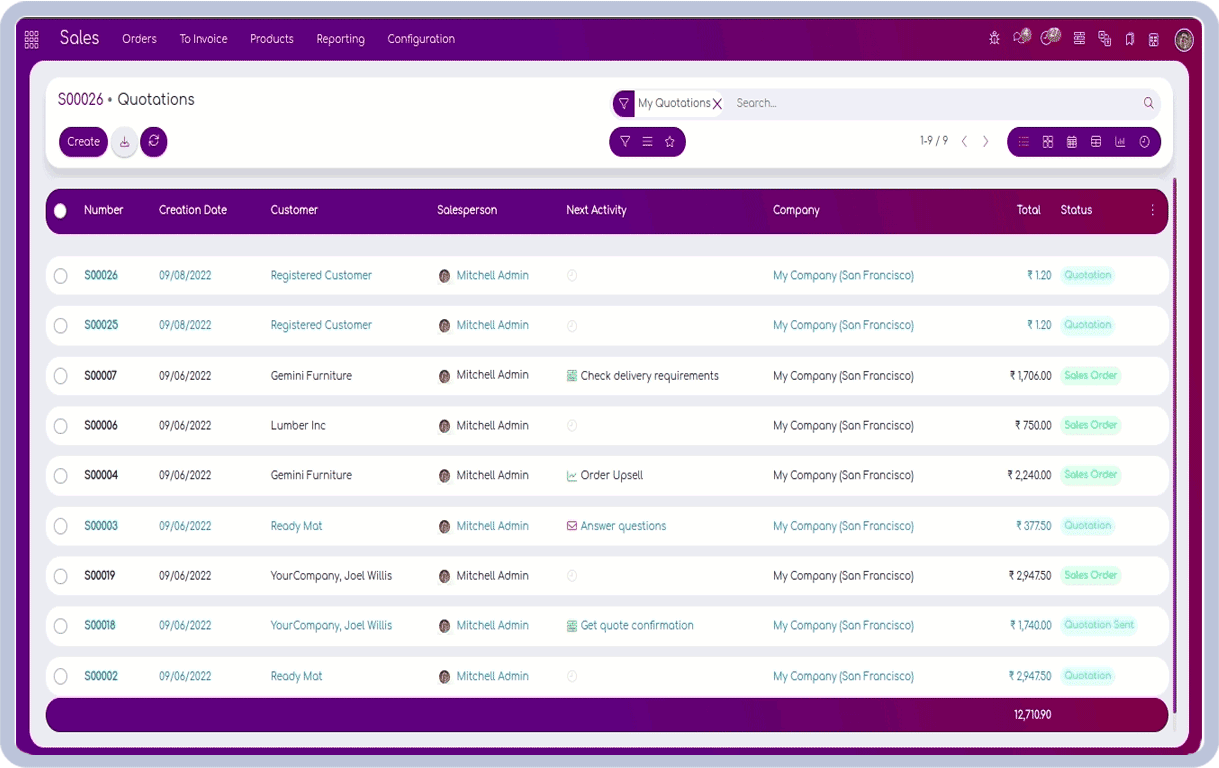 Sales Orders To Invoice Products Reporting Configuration 4 27
S00026 • Quotations
My Quotations X Search...
Create 1-9 / 9
Number Creation Date Customer Salesperson Next Activity Company Total Status
S00026 09/08/2022 Registered Customer Mitchell Admin My Company (San Francisco) ₹ 1.20 Quotation
S00025 09/08/2022 Registered Customer Mitchell Admin My Company (San Francisco) ₹ 1.20 Quotation
S00007 09/06/2022 Gemini Furniture Mitchell Admin Check delivery requirements My Company (San Francisco) ₹ 1,706.00 Sales Order
S00006 09/06/2022 Lumber Inc Mitchell Admin My Company (San Francisco) ₹ 750.00 Sales Order
S00004 09/06/2022 Gemini Furniture Mitchell Admin Order Upsell My Company (San Francisco) ₹ 2,240.00 Sales Order
S00003 09/06/2022 Ready Mat Mitchell Admin Answer questions My Company (San Francisco) ₹ 377.50 Quotation
S00019 09/06/2022 YourCompany, Joel Willis Mitchell Admin My Company (San Francisco) ₹ 2,947.50 Sales Order
S00018 09/06/2022 YourCompany, Joel Willis Mitchell Admin Get quote confirmation My Company (San Francisco) ₹ 1,740.00 Quotation Sent
S00002 09/06/2022 Ready Mat Mitchell Admin My Company (San Francisco) ₹ 2,947.50 Quotation
12,710.90